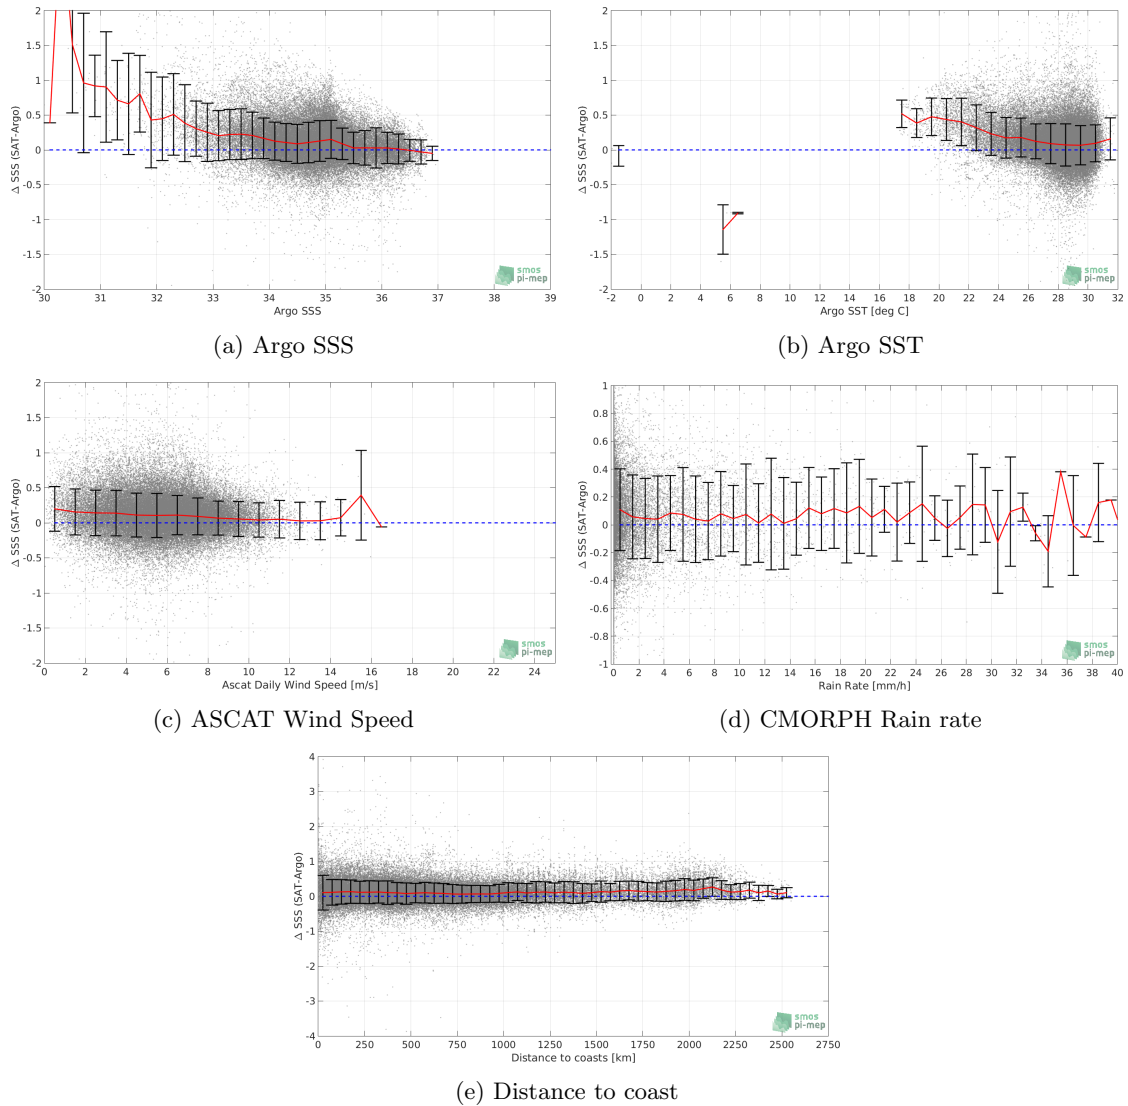 2
1.5
1
0.5
0
-0.5
-1
-1.5
-2
Δ SSS (SAT-Argo)
30 31 32 33 34 35 36 37 38 39
Argo SSS
smos
pi-mep
(a) Argo SSS
2
1.5
1
0.5
0
-0.5
-1
-1.5
-2
Δ SSS (SAT-Argo)
-2 0 2 4 6 8 10 12 14 16 18 20 22 24 26 28 30 32
Argo SST [deg C]
smos
pi-mep
(b) Argo SST
2
1.5
1
0.5
0
-0.5
-1
-1.5
-2
Δ SSS (SAT-Argo)
2 4 6 8 10 12 14 16 18 20 22 24
Ascat Daily Wind Speed [m/s]
smos
pi-mep
(c) ASCAT Wind Speed
1
0.8
0.6
0.4
0.2
0
-0.2
-0.4
-0.6
-0.8
-1
Δ SSS (SAT-Argo)
0 2 4 6 8 10 12 14 16 18 20 22 24 26 28 30 32 34 36 38 40
Rain Rate [mm/h]
smos
pi-mep
(d) CMORPH Rain rate
4
3
2
1
0
-1
-2
-3
-4
Δ SSS (SAT-Argo)
0 250 500 750 1000 1250 1500 1750 2000 2250 2500 2750
Distance to coasts [km]
smos
pi-mep
(e) Distance to coast